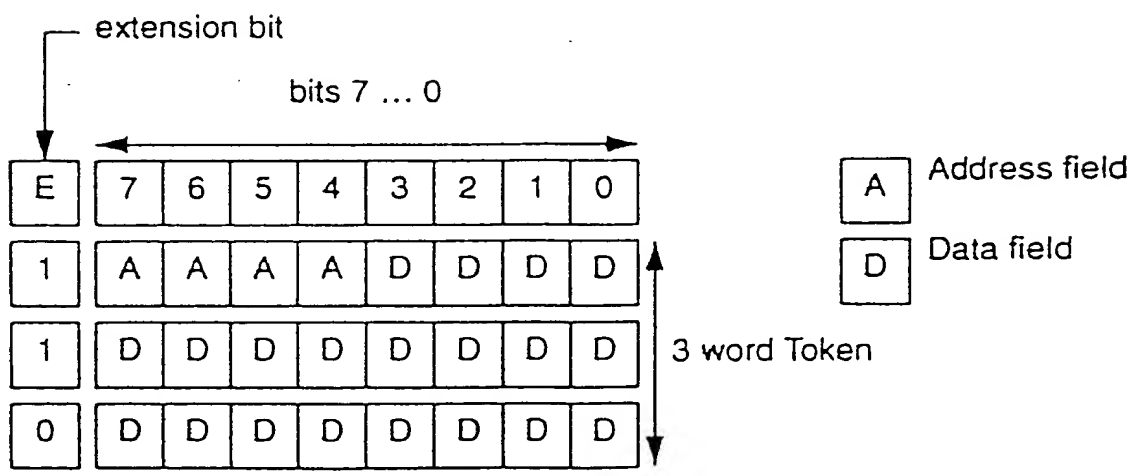 extension bit
bits 7 ... 0
E 7 6 5 4 3 2 1 0
A Address field
1 A A A A D D D D
D Data field
1 D D D D D D D D
3 word Token
0 D D D D D D D D